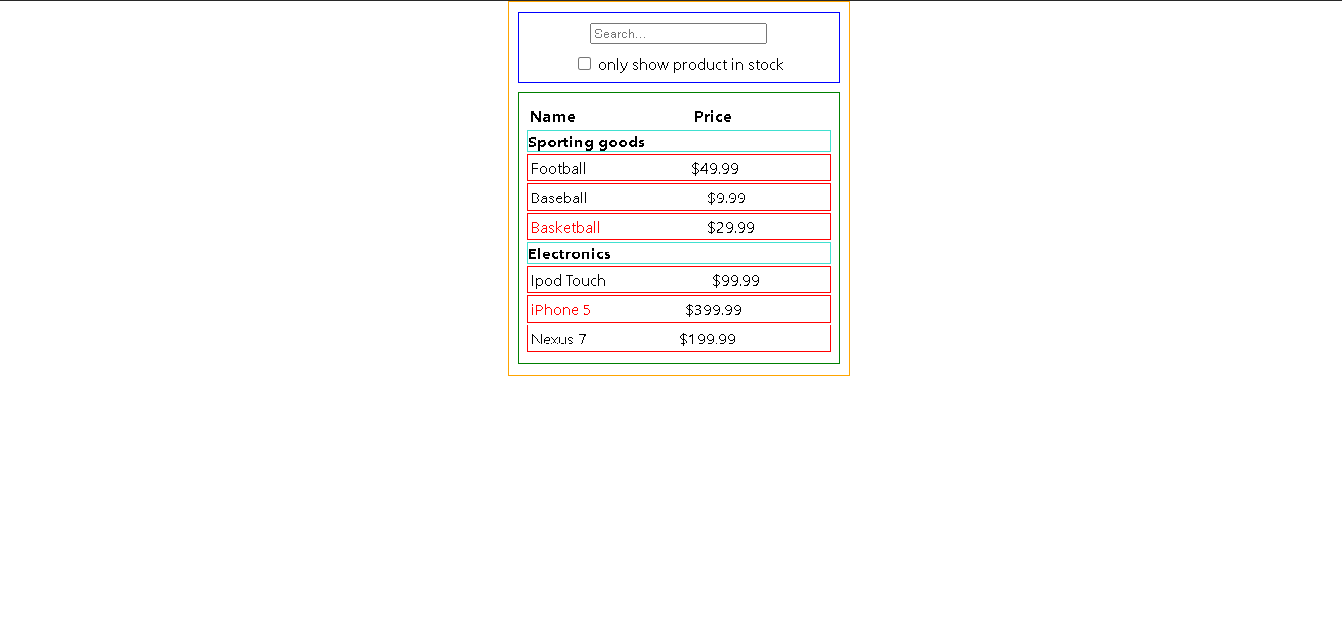 Search...
only show product in stock
Name Price
Sporting goods
Football $49.99
Baseball $9.99
Basketball $29.99
Electronics
Ipod Touch $99.99
iPhone 5 $399.99
Nexus 7 $199.99